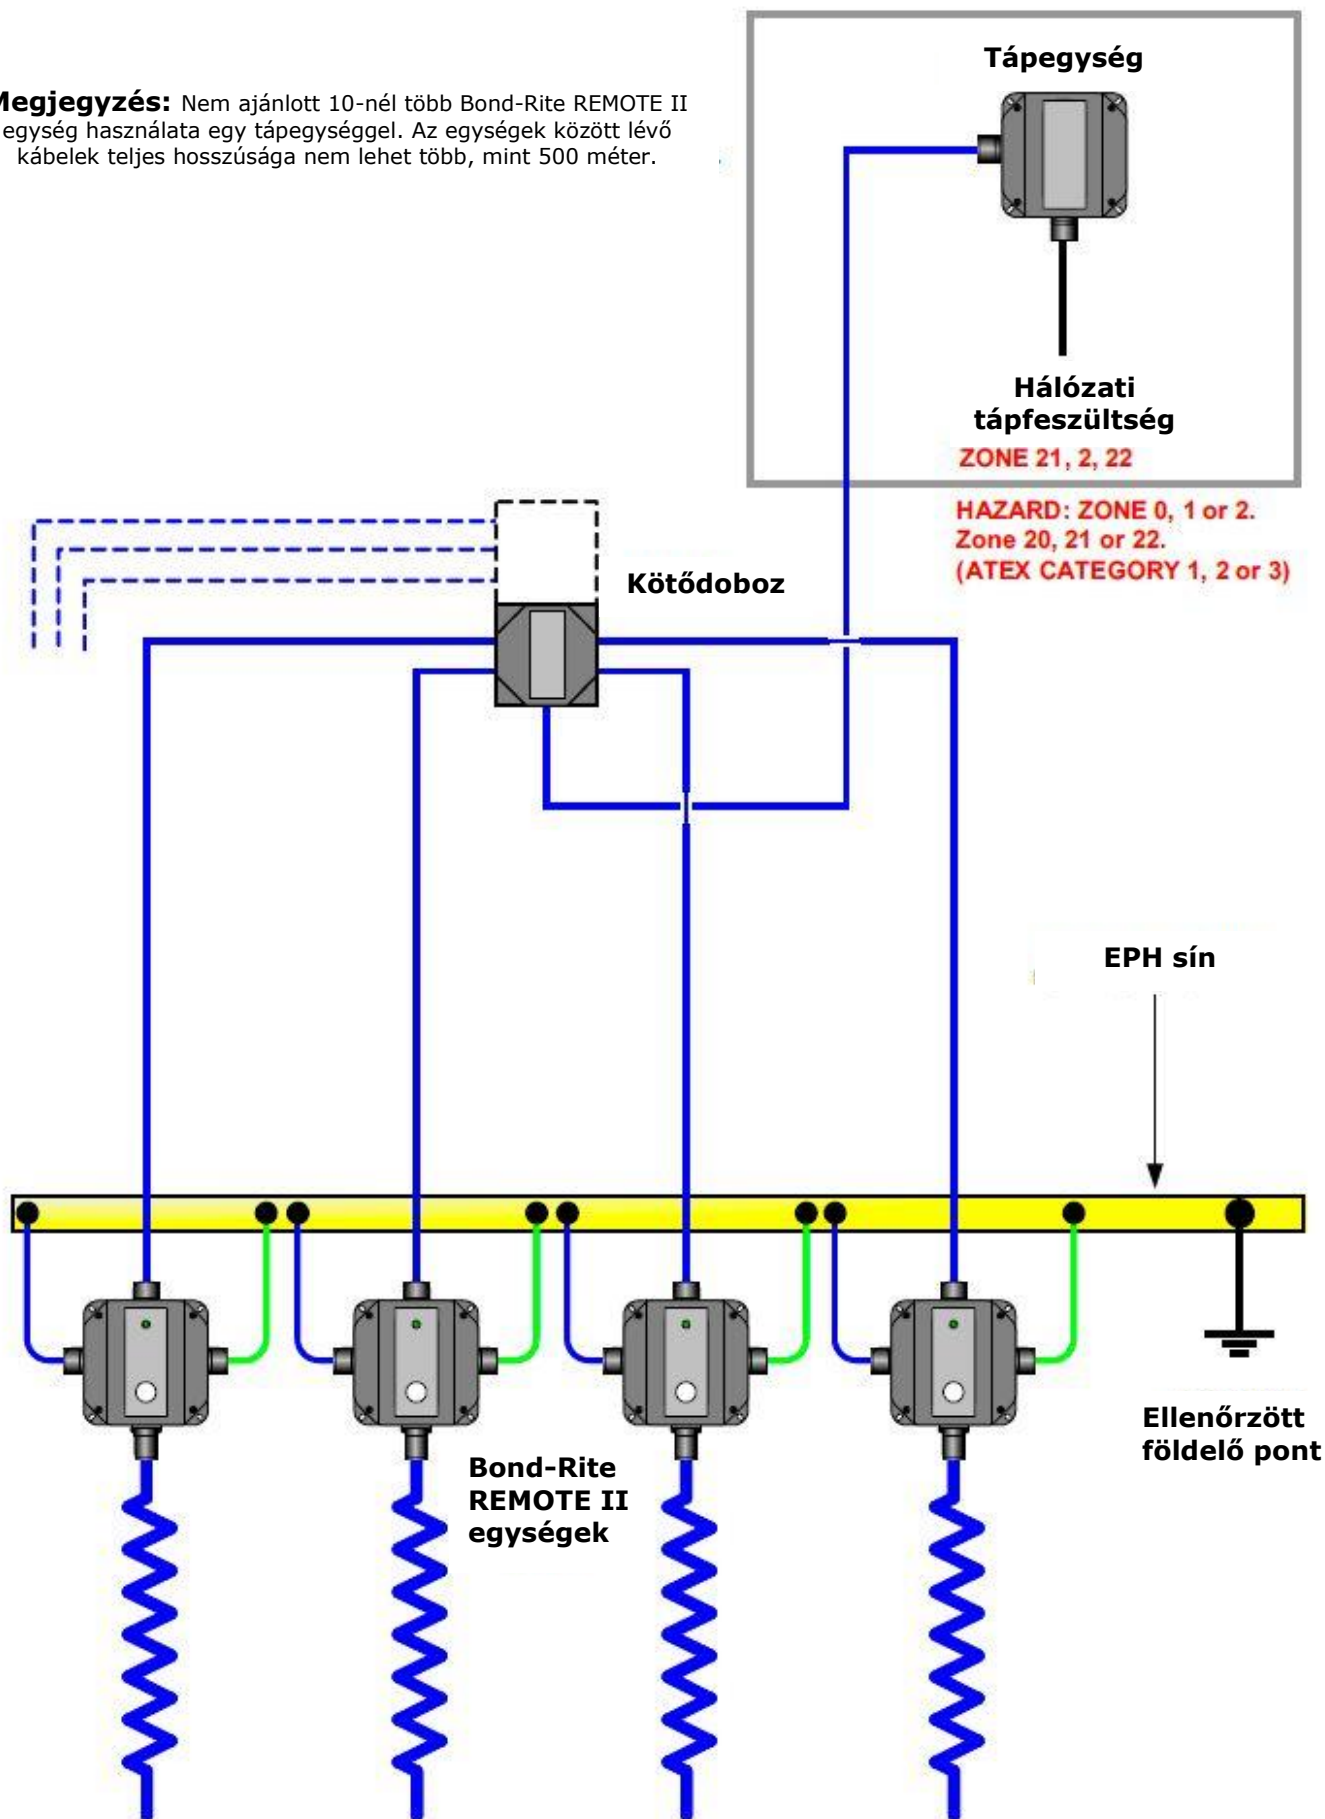 Tápegység
Megjegyzés: Nem ajánlott 10-nél több Bond-Rite REMOTE II
egység használata egy tápegységgel. Az egységek között lévő
kábelek teljes hosszúsága nem lehet több, mint 500 méter.
Hálózati
tápfeszültség
ZONE 21, 2, 22
HAZARD: ZONE 0, 1 or 2.
Zone 20, 21 or 22.
(ATEX CATEGORY 1, 2 or 3)
Kötődoboz
EPH sín
Ellenőrzött
földelő pont
Bond-Rite
REMOTE II
egységek